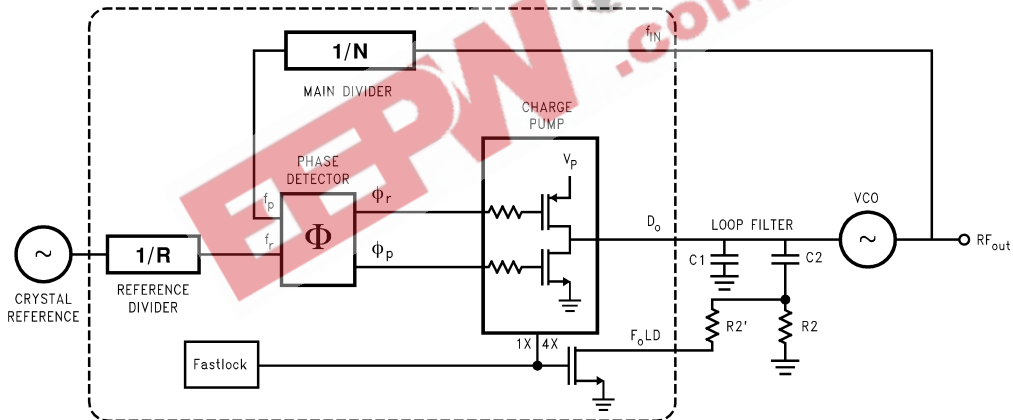 EEPW.com
f_IN
1/N
MAIN DIVIDER
CHARGE
PUMP
V_P
PHASE
DETECTOR
f_p
ϕ_r
Φ
f_r
ϕ_p
~
1/R
CRYSTAL
REFERENCE
REFERENCE
DIVIDER
D_o
LOOP FILTER
C1
C2
VCO
~
RF_out
R2'
R2
1X
4X
F_oLD
Fastlock